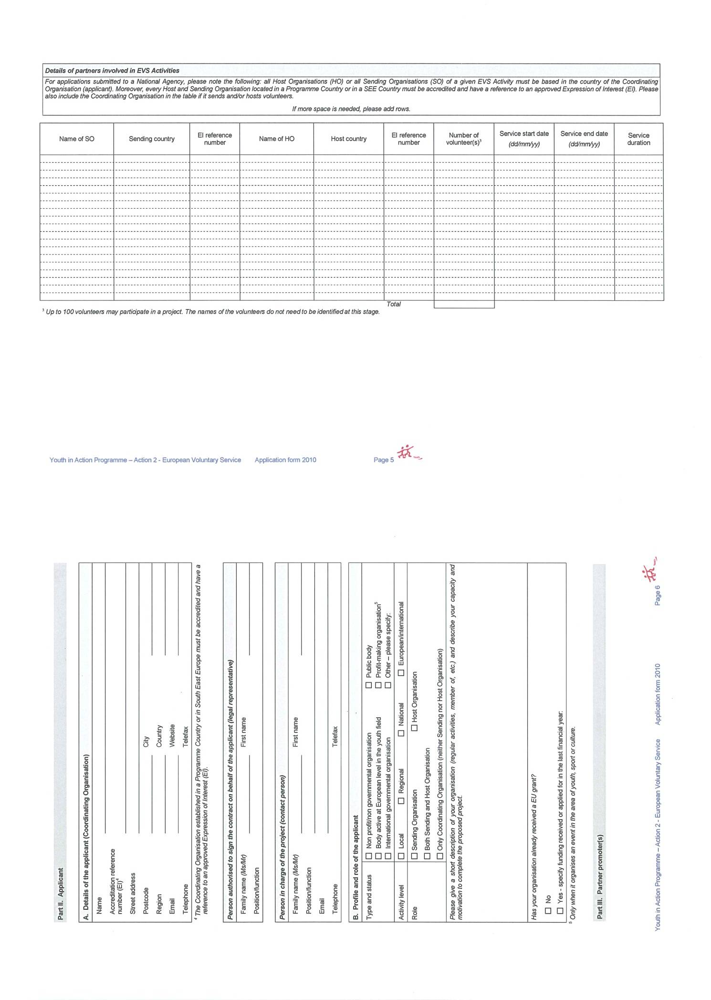 Details of partners involved in EVS Activities
For applications submitted to a National Agency, please note the following: all Host Organisations (HO) or all Sending Organisations (SO) of a given EVS Activity must be based in the country of the Coordinating
Organisation (applicant). Moreover, every Host and Sending Organisation located in a Programme Country or in a SEE Country must be accredited and have a reference to an approved Expression of Interest (EI). Please
also include the Coordinating Organisation in the table if it sends and/or hosts volunteers.
If more space is needed, please add rows.
Name of SO Sending country EI reference number Name of HO Host country EI reference number Number of volunteer(s)³ Service start date (dd/mm/yy) Service end date (dd/mm/yy) Service duration
Total
³ Up to 100 volunteers may participate in a project. The names of the volunteers do not need to be identified at this stage.
Youth in Action Programme – Action 2 - European Voluntary Service Application form 2010 Page 5
Part II. Applicant
A. Details of the applicant (Coordinating Organisation)
Name
Accreditation reference
number (EI)⁴
Street address
Postcode City
Region Country
Email Website
Telephone Telefax
⁴ The Coordinating Organisation established in a Programme Country or in South East Europe must be accredited and have a
reference to an approved Expression of Interest (EI).
Person authorised to sign the contract on behalf of the applicant (legal representative)
Family name (Ms/Mr) First name
Position/function
Person in charge of the project (contact person)
Family name (Ms/Mr) First name
Position/function
Email
Telephone Telefax
B. Profile and role of the applicant
Type and status ☐ Non profit/non governmental organisation ☐ Public body
☐ Body active at European level in the youth field ☐ Profit-making organisation⁵
☐ International governmental organisation ☐ Other – please specify:
Activity level ☐ Local ☐ Regional ☐ National ☐ European/international
Role ☐ Sending Organisation ☐ Host Organisation
☐ Both Sending and Host Organisation
☐ Only Coordinating Organisation (neither Sending nor Host Organisation)
Please give a short description of your organisation (regular activities, member of, etc.) and describe your capacity and
motivation to complete the proposed project.
Has your organisation already received a EU grant?
☐ No
☐ Yes - specify funding received or applied for in the last financial year:
⁵ Only when it organises an event in the area of youth, sport or culture.
Part III. Partner promoter(s)
Youth in Action Programme – Action 2 - European Voluntary Service Application form 2010 Page 6